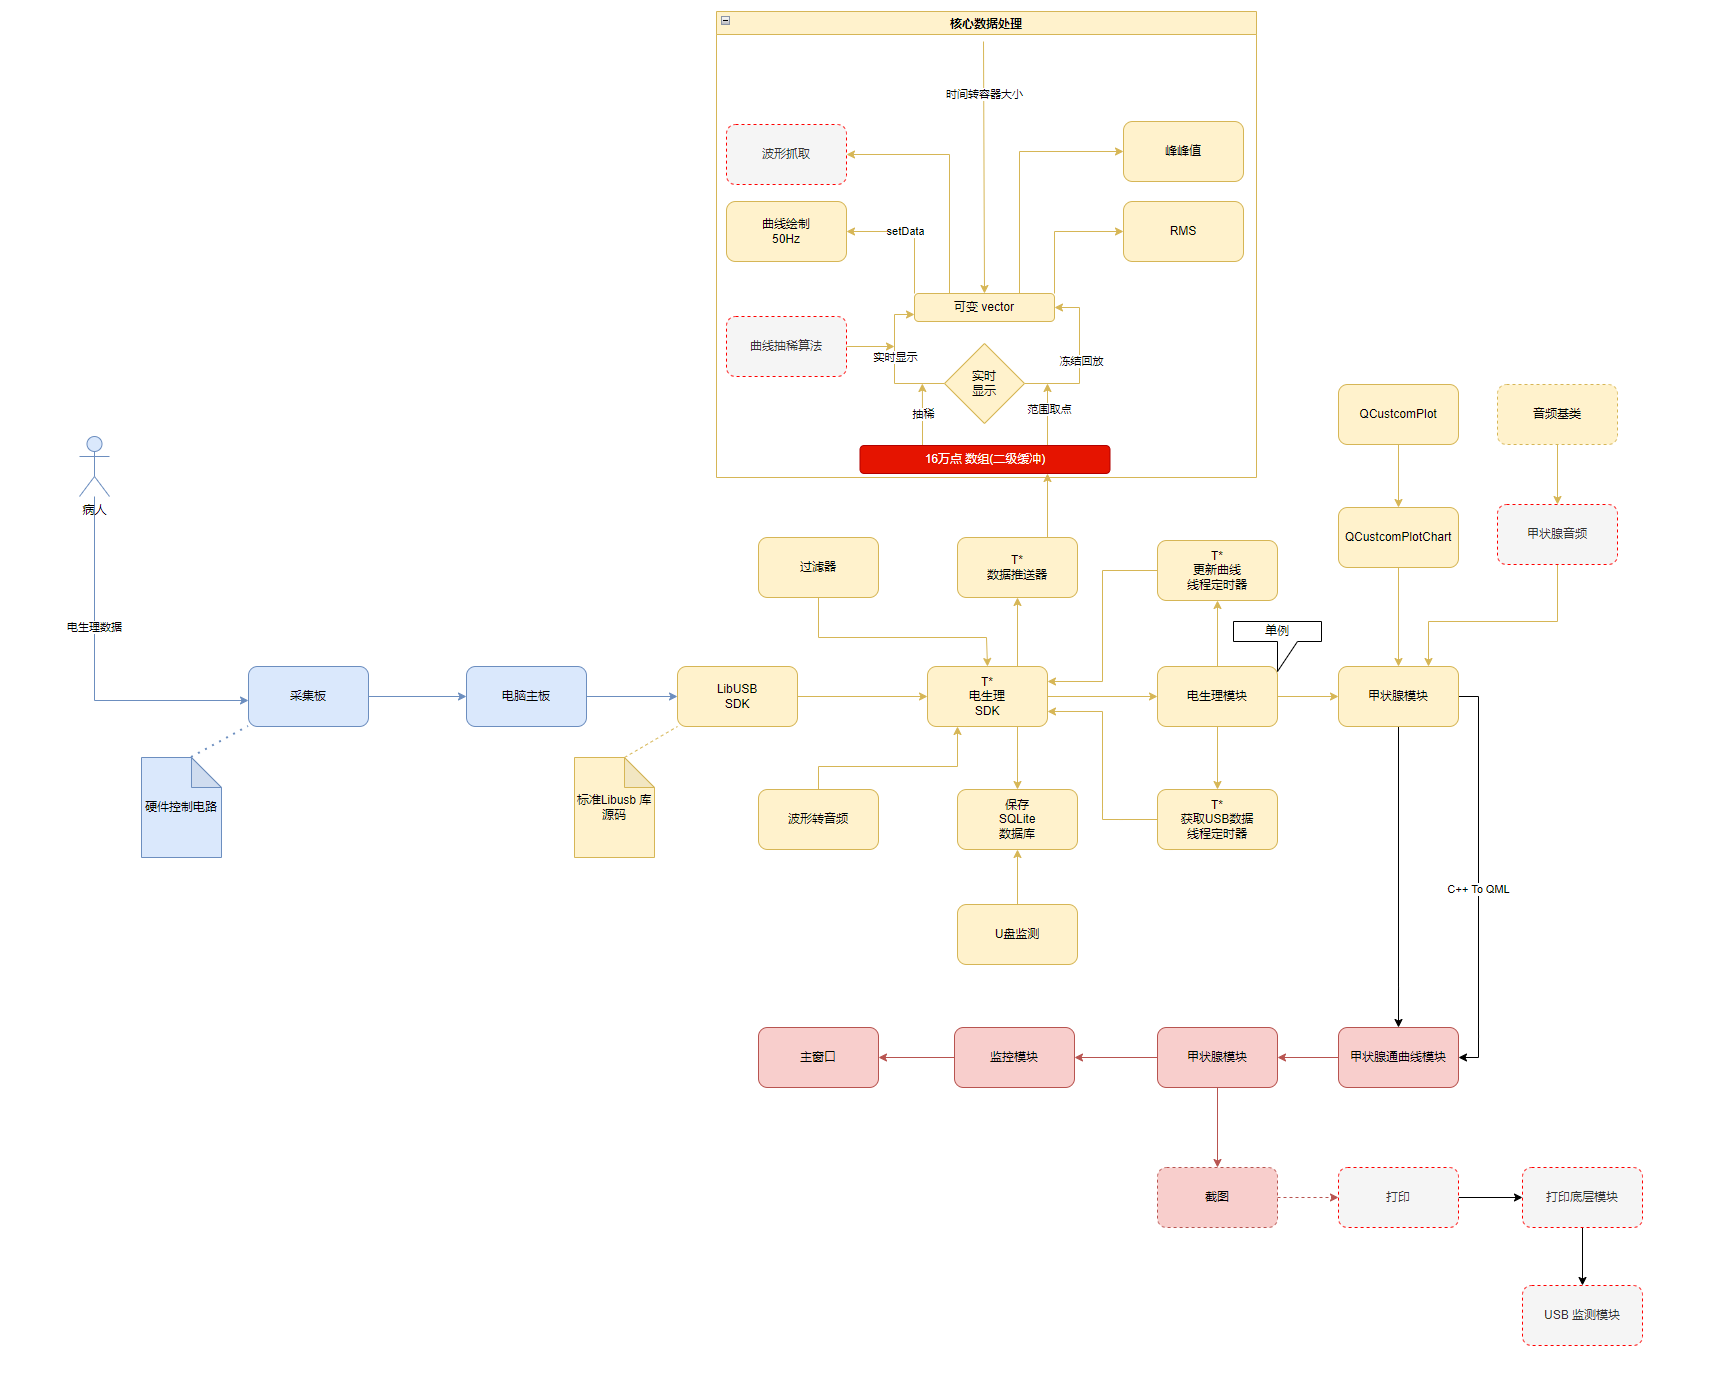 核心数据处理
时间转容器大小
波形抓取
峰峰值
曲线绘制
50Hz
setData
RMS
可变 vector
曲线抽稀算法
实时显示
冻结回放
实时
显示
抽稀
范围取点
16万点 数组(二级缓冲)
QCustcomPlot
音频基类
病人
QCustcomPlotChart
甲状腺音频
过滤器
T*
数据推送器
T*
更新曲线
线程定时器
电生理数据
单例
采集板
电脑主板
LibUSB
SDK
T*
电生理
SDK
电生理模块
甲状腺模块
硬件控制电路
标准Libusb 库
源码
波形转音频
保存
SQLite
数据库
T*
获取USB数据
线程定时器
C++ To QML
U盘监测
主窗口
监控模块
甲状腺模块
甲状腺通曲线模块
截图
打印
打印底层模块
USB 监测模块